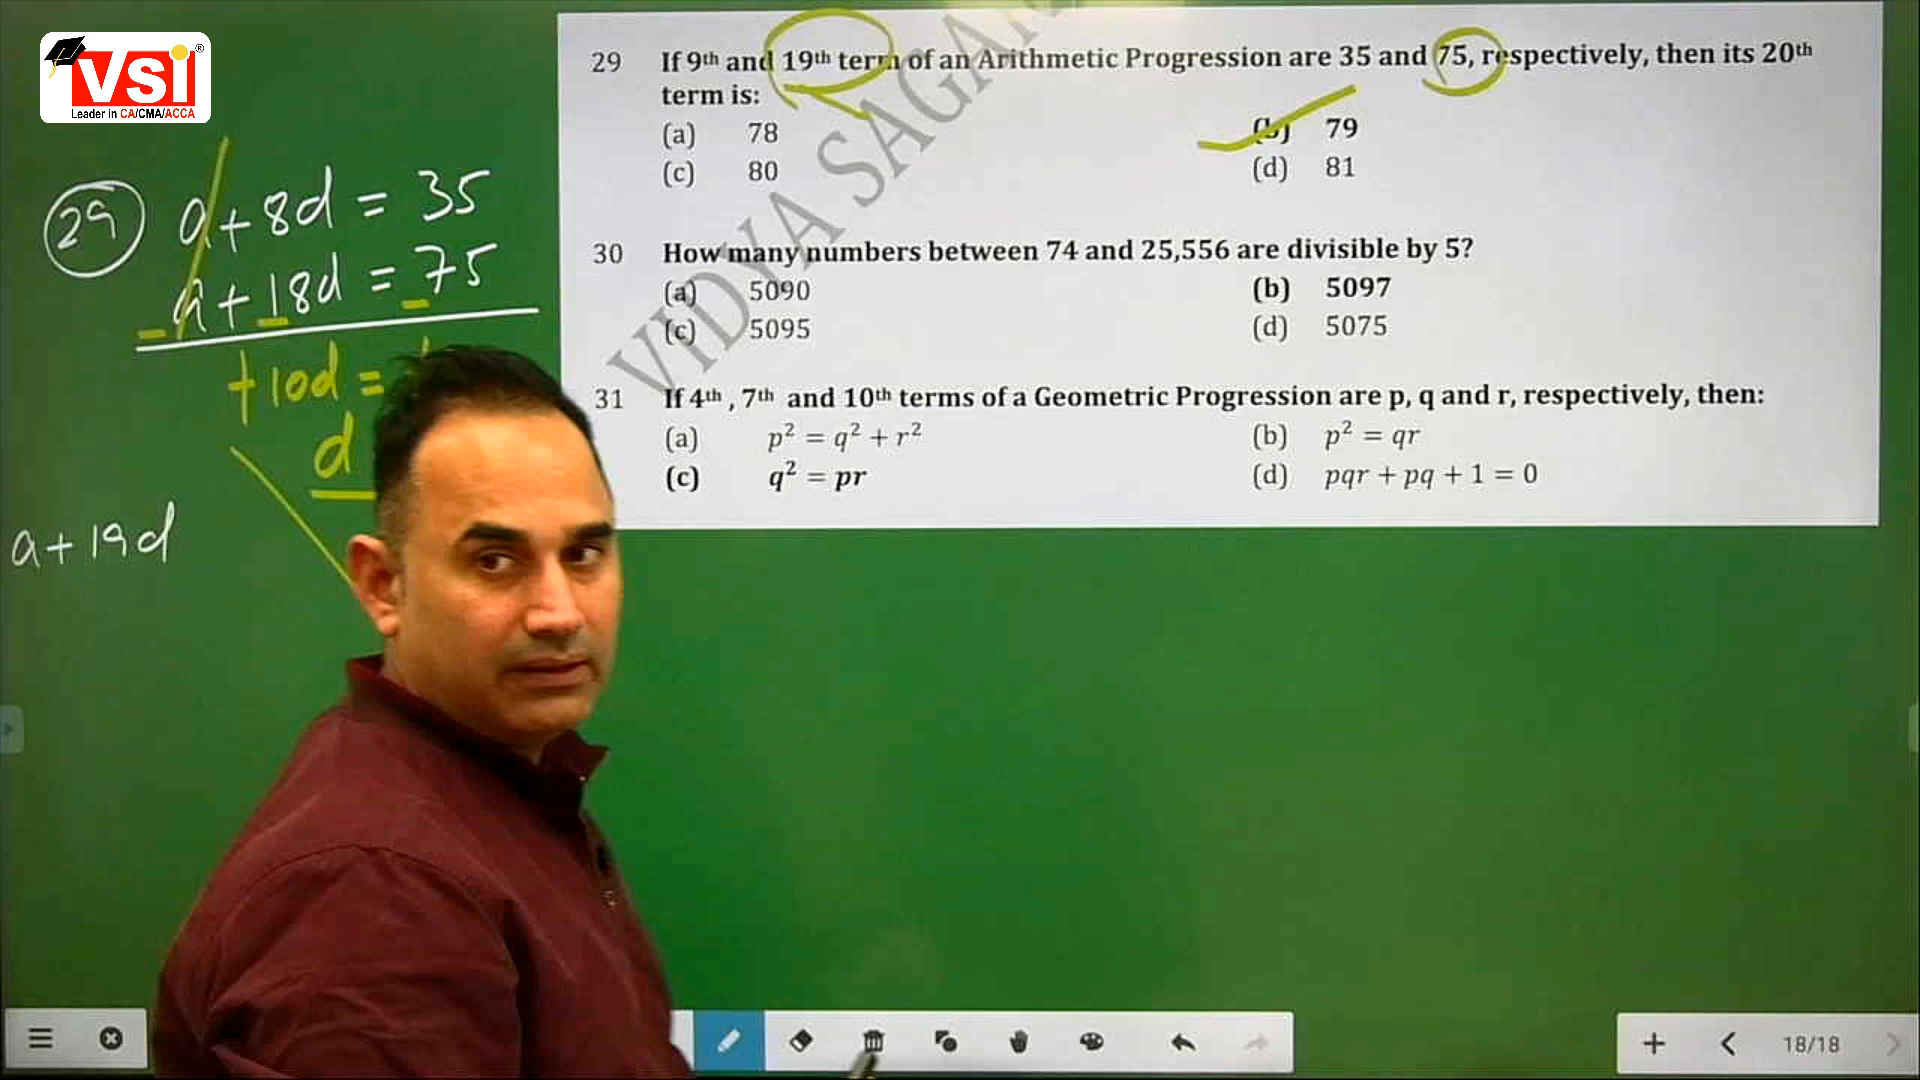 VSI®
Leader in CA/CMA/ACCA
29 If 9th and 19th term of an Arithmetic Progression are 35 and 75, respectively, then its 20th
term is:
(a) 78 (b) 79
(c) 80 (d) 81
30 How many numbers between 74 and 25,556 are divisible by 5?
(a) 5090 (b) 5097
(c) 5095 (d) 5075
31 If 4th , 7th and 10th terms of a Geometric Progression are p, q and r, respectively, then:
(a) p² = q² + r² (b) p² = qr
(c) q² = pr (d) pqr + pq + 1 = 0
VIDYA SAGAR
29 a + 8d = 35
a + 18d = 75
+10d =
d
a + 19d
18/18